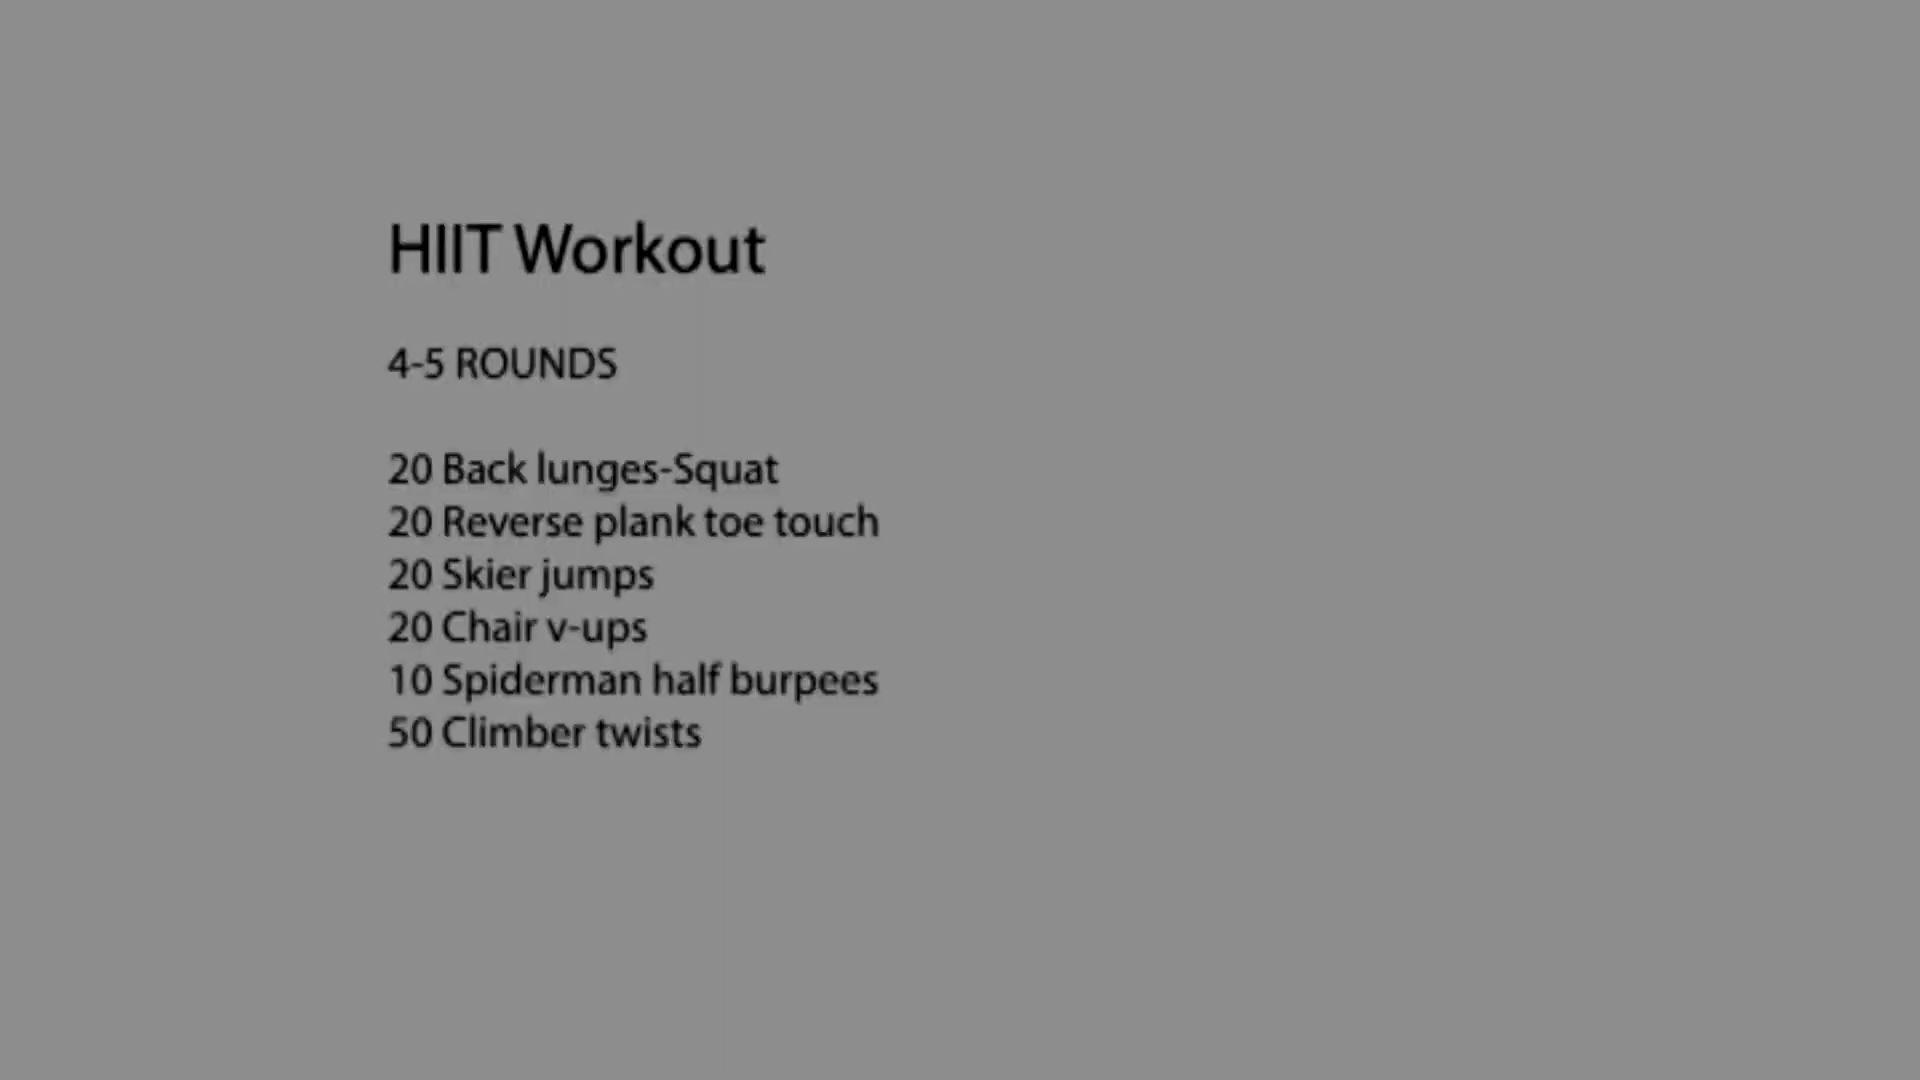 HIIT Workout
4-5 ROUNDS
20 Back lunges-Squat
20 Reverse plank toe touch
20 Skier jumps
20 Chair v-ups
10 Spiderman half burpees
50 Climber twists